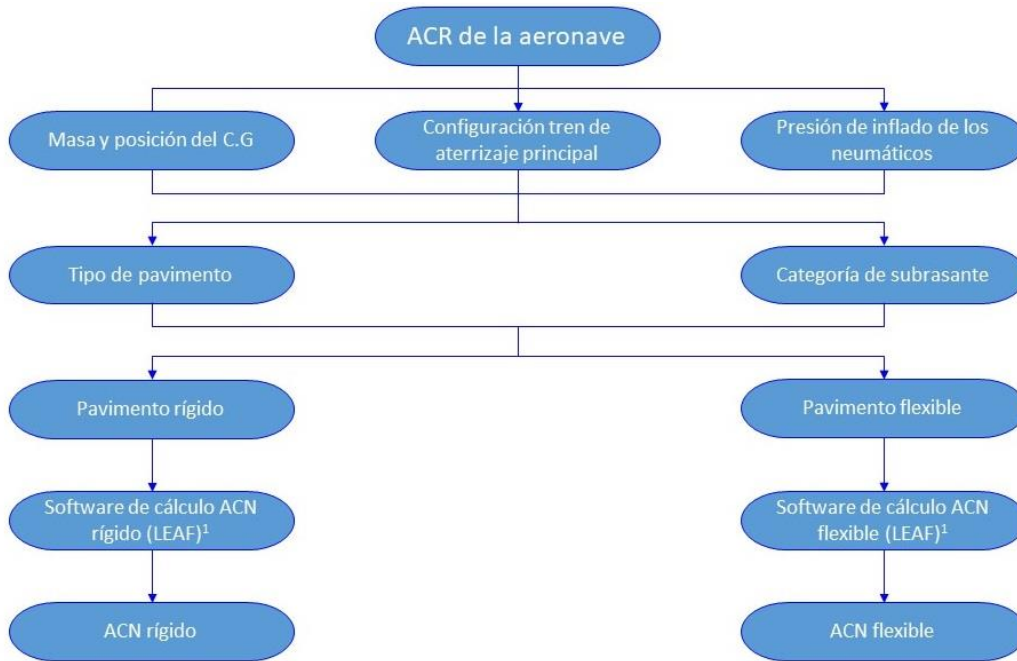 ACR de la aeronave
Masa y posición del C.G
Configuración tren de
aterrizaje principal
Presión de inflado de los
neumáticos
Tipo de pavimento
Categoría de subrasante
Pavimento rígido
Pavimento flexible
Software de cálculo ACN
rígido (LEAF)¹
Software de cálculo ACN
flexible (LEAF)¹
ACN rígido
ACN flexible